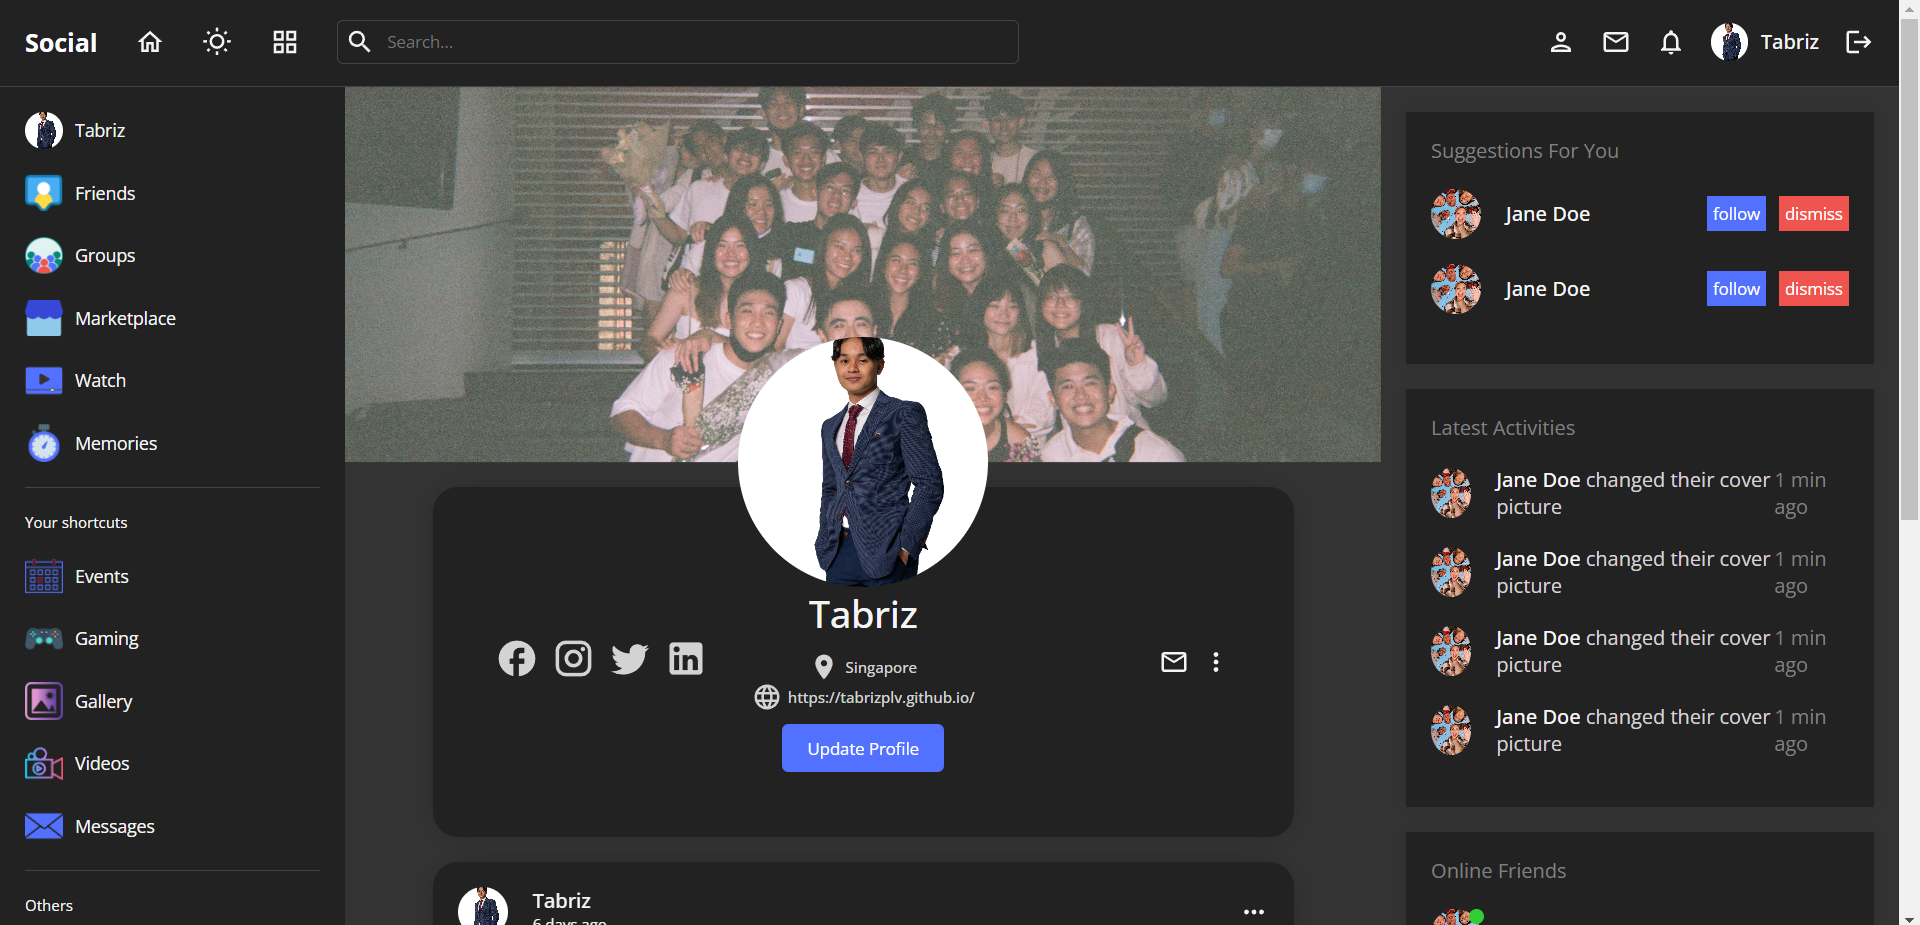 Social
Search...
Tabriz
Tabriz
Friends
Groups
Marketplace
Watch
Memories
Your shortcuts
Events
Gaming
Gallery
Videos
Messages
Others
Tabriz
Singapore
https://tabrizplv.github.io/
Update Profile
Tabriz
6 days ago
Suggestions For You
Jane Doe follow dismiss
Jane Doe follow dismiss
Latest Activities
Jane Doe changed their cover picture 1 min ago
Jane Doe changed their cover picture 1 min ago
Jane Doe changed their cover picture 1 min ago
Jane Doe changed their cover picture 1 min ago
Online Friends